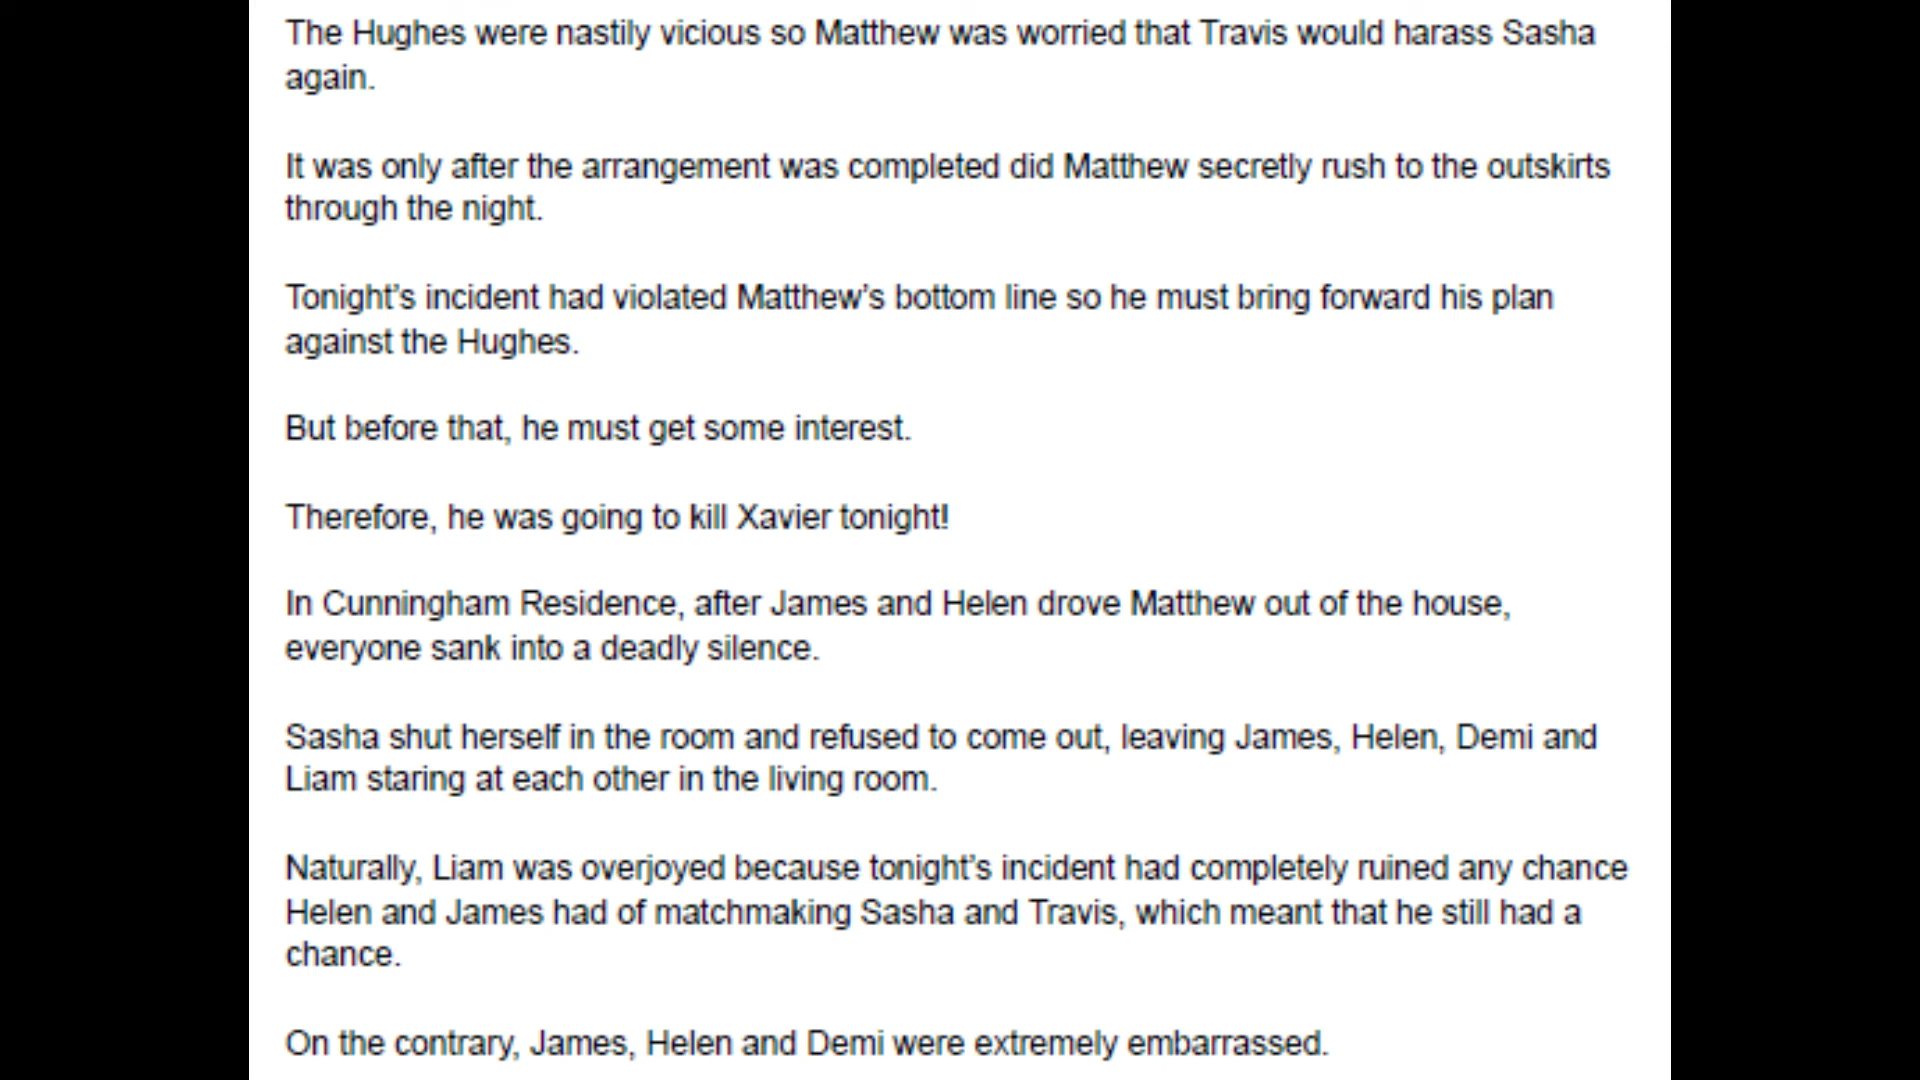 The Hughes were nastily vicious so Matthew was worried that Travis would harass Sasha
again.
It was only after the arrangement was completed did Matthew secretly rush to the outskirts
through the night.
Tonight’s incident had violated Matthew’s bottom line so he must bring forward his plan
against the Hughes.
But before that, he must get some interest.
Therefore, he was going to kill Xavier tonight!
In Cunningham Residence, after James and Helen drove Matthew out of the house,
everyone sank into a deadly silence.
Sasha shut herself in the room and refused to come out, leaving James, Helen, Demi and
Liam staring at each other in the living room.
Naturally, Liam was overjoyed because tonight’s incident had completely ruined any chance
Helen and James had of matchmaking Sasha and Travis, which meant that he still had a
chance.
On the contrary, James, Helen and Demi were extremely embarrassed.